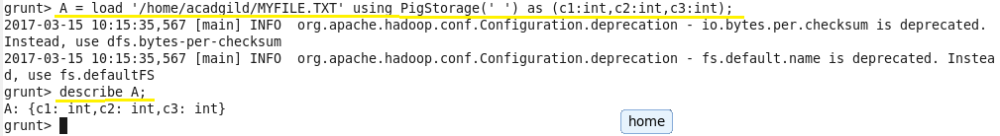 grunt> A = load '/home/acadgild/MYFILE.TXT' using PigStorage(' ') as (c1:int,c2:int,c3:int);
2017-03-15 10:15:35,567 [main] INFO  org.apache.hadoop.conf.Configuration.deprecation - io.bytes.per.checksum is deprecated.
Instead, use dfs.bytes-per-checksum
2017-03-15 10:15:35,567 [main] INFO  org.apache.hadoop.conf.Configuration.deprecation - fs.default.name is deprecated. Instea
d, use fs.defaultFS
grunt> describe A;
A: {c1: int,c2: int,c3: int}
grunt>
home